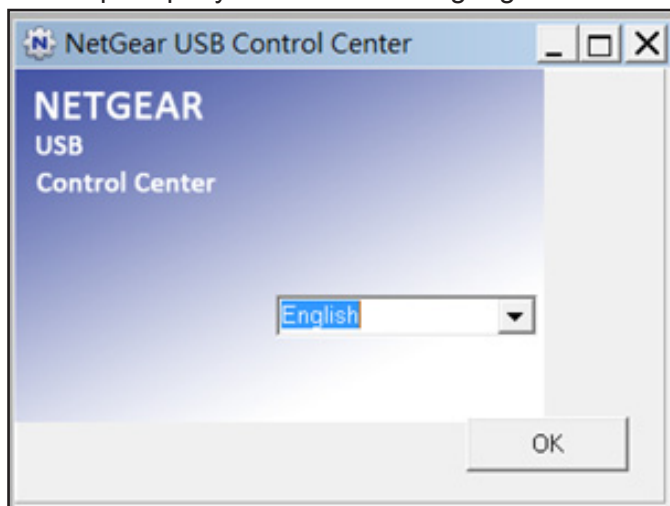 NetGear USB Control Center
NETGEAR
USB
Control Center
English
OK